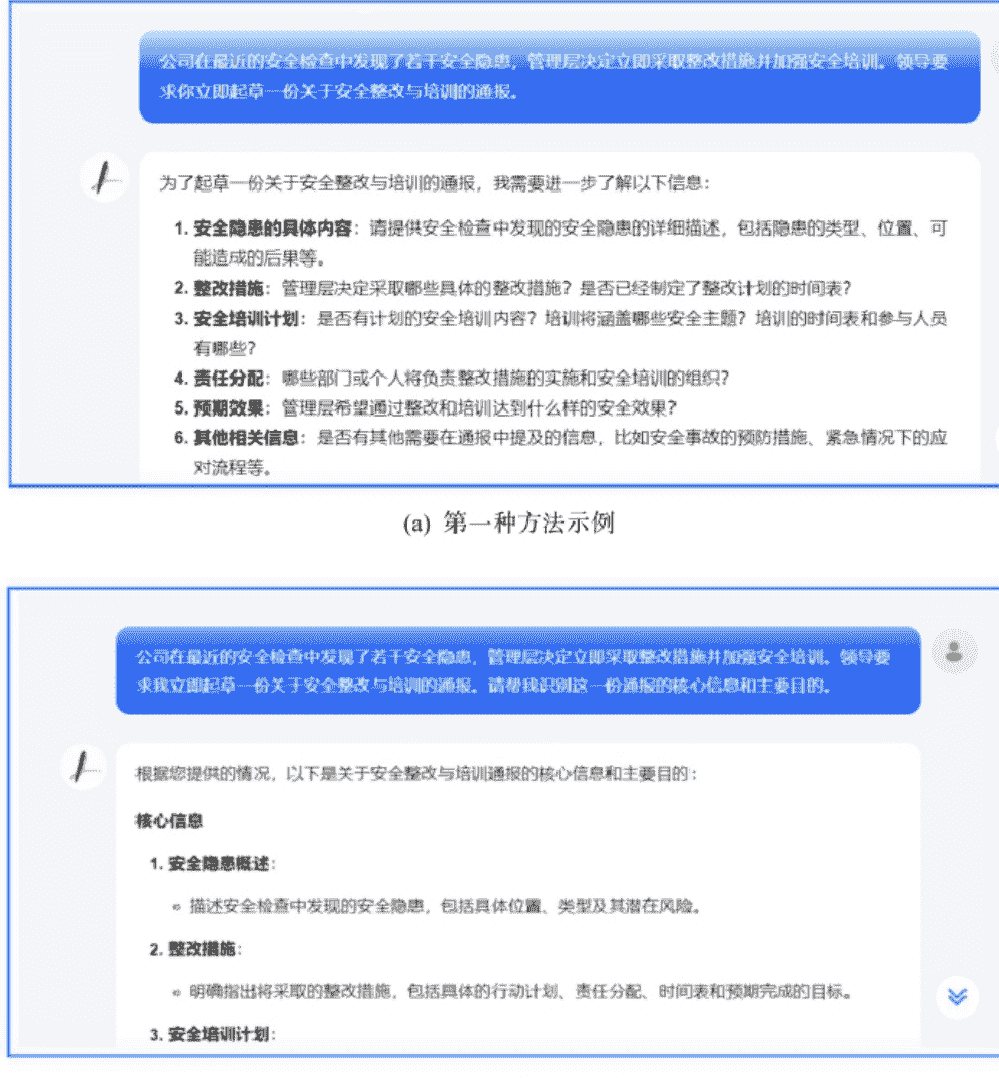 公司在最近的安全检查中发现了若干安全隐患，管理层决定立即采取整改措施并加强安全培训。领导要
求你立即起草一份关于安全整改与培训的通报。
为了起草一份关于安全整改与培训的通报，我需要进一步了解以下信息：
1. 安全隐患的具体内容：请提供安全检查中发现的安全隐患的详细描述，包括隐患的类型、位置、可
能造成的后果等。
2. 整改措施：管理层决定采取哪些具体的整改措施？是否已经制定了整改计划的时间表？
3. 安全培训计划：是否有计划的安全培训内容？培训将涵盖哪些安全主题？培训的时间表和参与人员
有哪些？
4. 责任分配：哪些部门或个人将负责整改措施的实施和安全培训的组织？
5. 预期效果：管理层希望通过整改和培训达到什么样的安全效果？
6. 其他相关信息：是否有其他需要在通报中提及的信息，比如安全事故的预防措施、紧急情况下的应
对流程等。
(a) 第一种方法示例
公司在最近的安全检查中发现了若干安全隐患，管理层决定立即采取整改措施并加强安全培训。领导要
求我立即起草一份关于安全整改与培训的通报。请帮我识别这一份通报的核心信息和主要目的。
根据您提供的情况，以下是关于安全整改与培训通报的核心信息和主要目的：
核心信息
1. 安全隐患概述：
描述安全检查中发现的安全隐患，包括具体位置、类型及其潜在风险。
2. 整改措施：
明确指出将采取的整改措施，包括具体的行动计划、责任分配、时间表和预期完成的目标。
3. 安全培训计划：